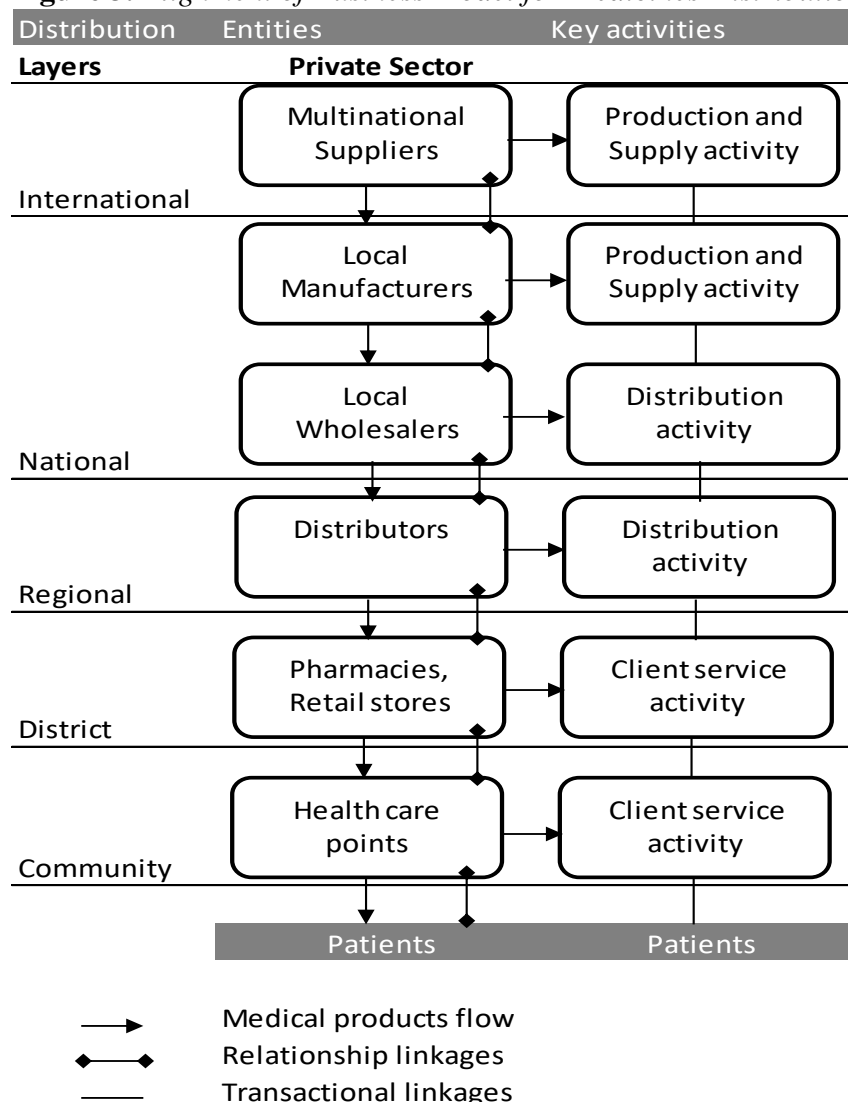 Distribution Entities Key activities
Layers Private Sector
Multinational
Suppliers
Production and
Supply activity
International
Local
Manufacturers
Production and
Supply activity
Local
Wholesalers
Distribution
activity
National
Distributors
Distribution
activity
Regional
Pharmacies,
Retail stores
Client service
activity
District
Health care
points
Client service
activity
Community
Patients Patients
Medical products flow
Relationship linkages
Transactional linkages